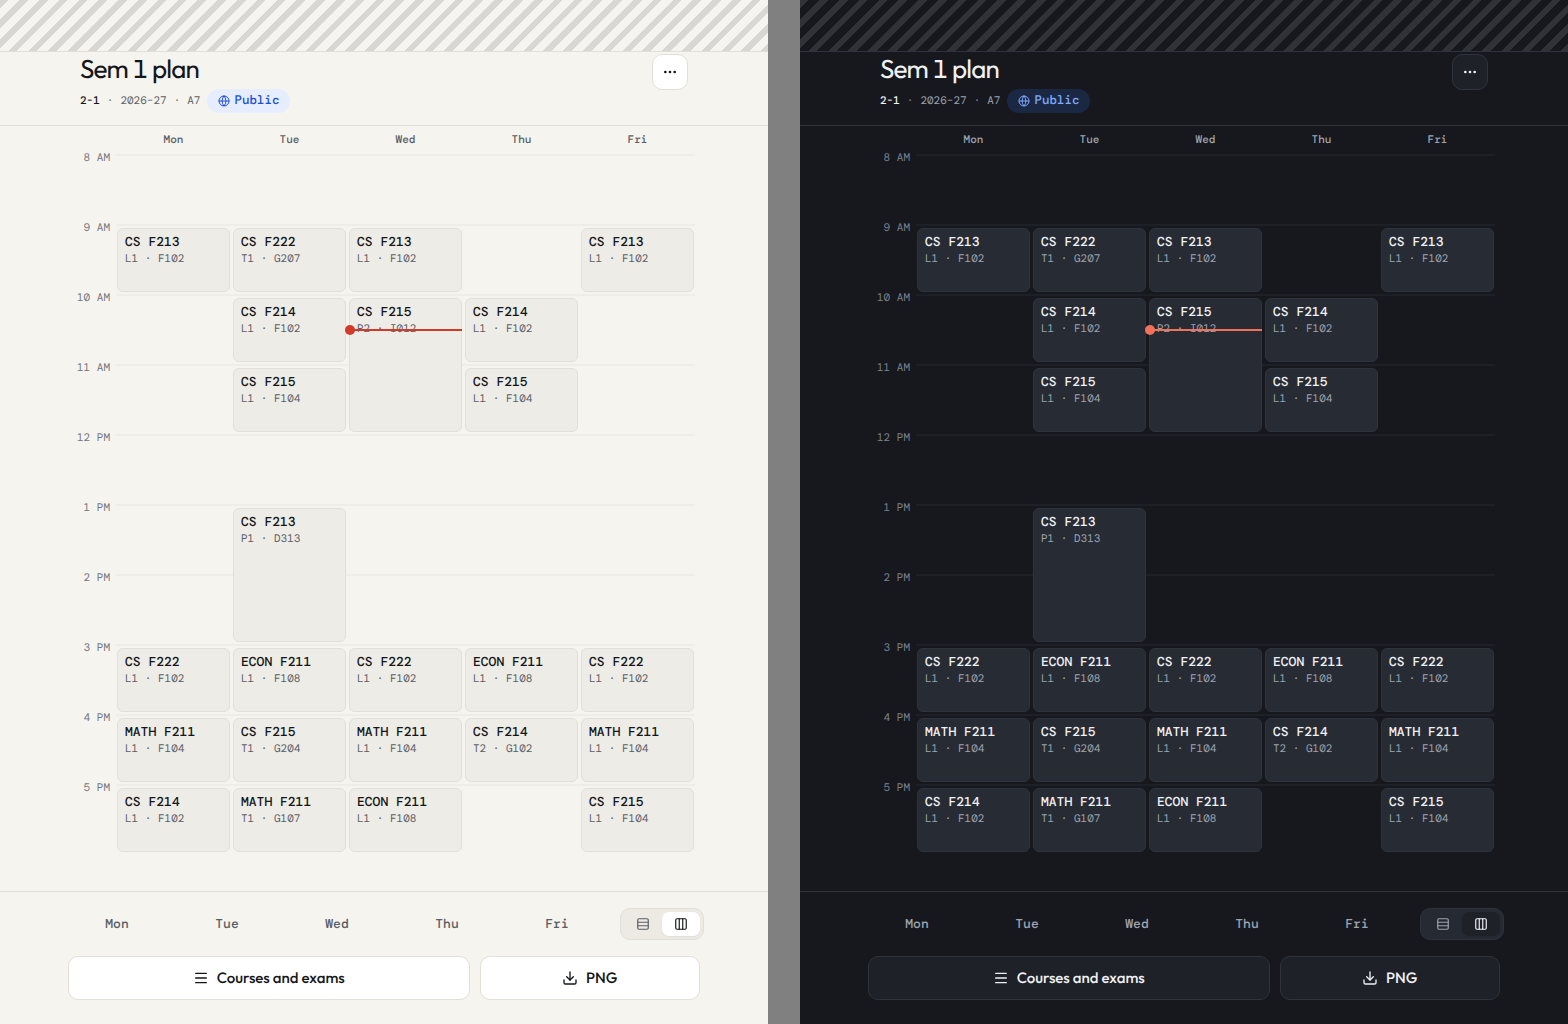 Sem 1 plan
2-1 · 2026-27 · A7 Public
Mon Tue Wed Thu Fri
8 AM
9 AM
CS F213 CS F222 CS F213 CS F213
L1 · F102 T1 · G207 L1 · F102 L1 · F102
10 AM
CS F214 CS F215 CS F214
L1 · F102 P2 · I012 L1 · F102
11 AM
CS F215 CS F215
L1 · F104 L1 · F104
12 PM
1 PM
CS F213
P1 · D313
2 PM
3 PM
CS F222 ECON F211 CS F222 ECON F211 CS F222
L1 · F102 L1 · F108 L1 · F102 L1 · F108 L1 · F102
4 PM
MATH F211 CS F215 MATH F211 CS F214 MATH F211
L1 · F104 T1 · G204 L1 · F104 T2 · G102 L1 · F104
5 PM
CS F214 MATH F211 ECON F211 CS F215
L1 · F102 T1 · G107 L1 · F108 L1 · F104
Mon Tue Wed Thu Fri
Courses and exams PNG
Sem 1 plan
2-1 · 2026-27 · A7 Public
Mon Tue Wed Thu Fri
8 AM
9 AM
CS F213 CS F222 CS F213 CS F213
L1 · F102 T1 · G207 L1 · F102 L1 · F102
10 AM
CS F214 CS F215 CS F214
L1 · F102 P2 · I012 L1 · F102
11 AM
CS F215 CS F215
L1 · F104 L1 · F104
12 PM
1 PM
CS F213
P1 · D313
2 PM
3 PM
CS F222 ECON F211 CS F222 ECON F211 CS F222
L1 · F102 L1 · F108 L1 · F102 L1 · F108 L1 · F102
4 PM
MATH F211 CS F215 MATH F211 CS F214 MATH F211
L1 · F104 T1 · G204 L1 · F104 T2 · G102 L1 · F104
5 PM
CS F214 MATH F211 ECON F211 CS F215
L1 · F102 T1 · G107 L1 · F108 L1 · F104
Mon Tue Wed Thu Fri
Courses and exams PNG